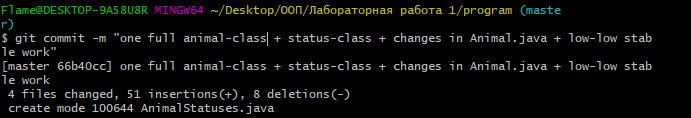 Flame@DESKTOP-9A58U8R MINGW64 ~/Desktop/ООП/Лабораторная работа 1/program (maste
r)
$ git commit -m "one full animal-class + status-class + changes in Animal.java + low-low stab
le work"
[master 66b40cc] one full animal-class + status-class + changes in Animal.java + low-low stab
le work
 4 files changed, 51 insertions(+), 8 deletions(-)
 create mode 100644 AnimalStatuses.java